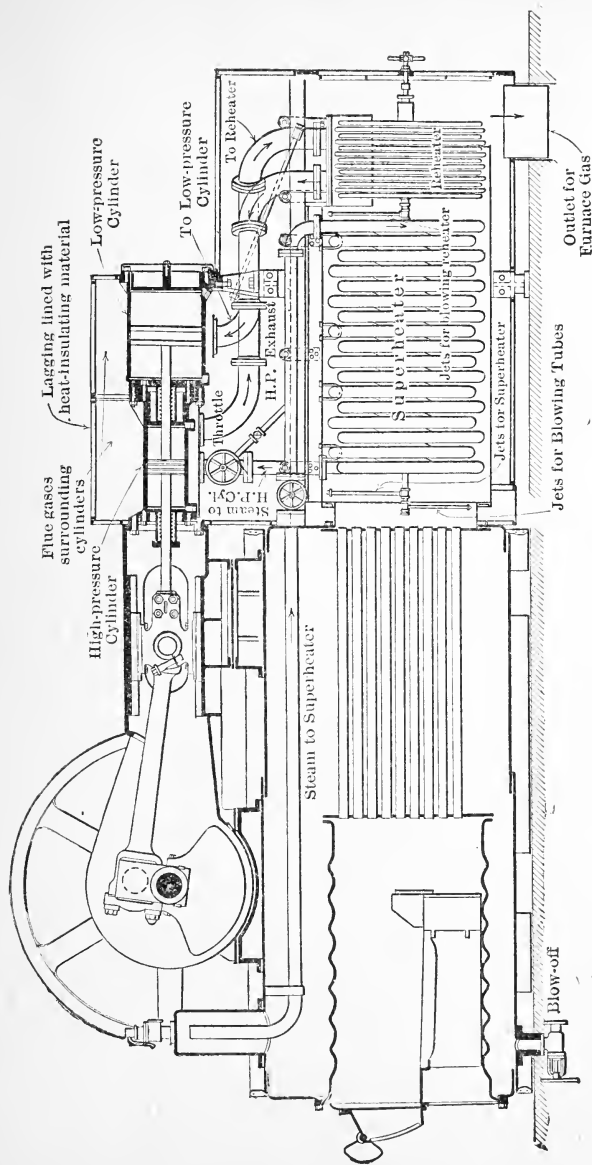 Lagging lined with
heat-insulating material
Low-pressure
Cylinder
Flue gases
surrounding
cylinders
High-pressure
Cylinder
To Low-pressure
Cylinder
To Reheater
Throttle
H.P. Exhaust
Steam to
H.P.Cyl.
Steam to Superheater
Superheater
Reheater
Jets for blowing reheater
Jets for Superheater
Jets for Blowing Tubes
Outlet for
Furnace Gas
Blow-off